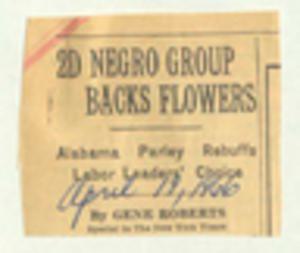 2D NEGRO GROUP
BACKS FLOWERS
Alabama Parley Rebuffs
Labor Leaders' Choice
April 18, 1966
By GENE ROBERTS
Special to The New York Times